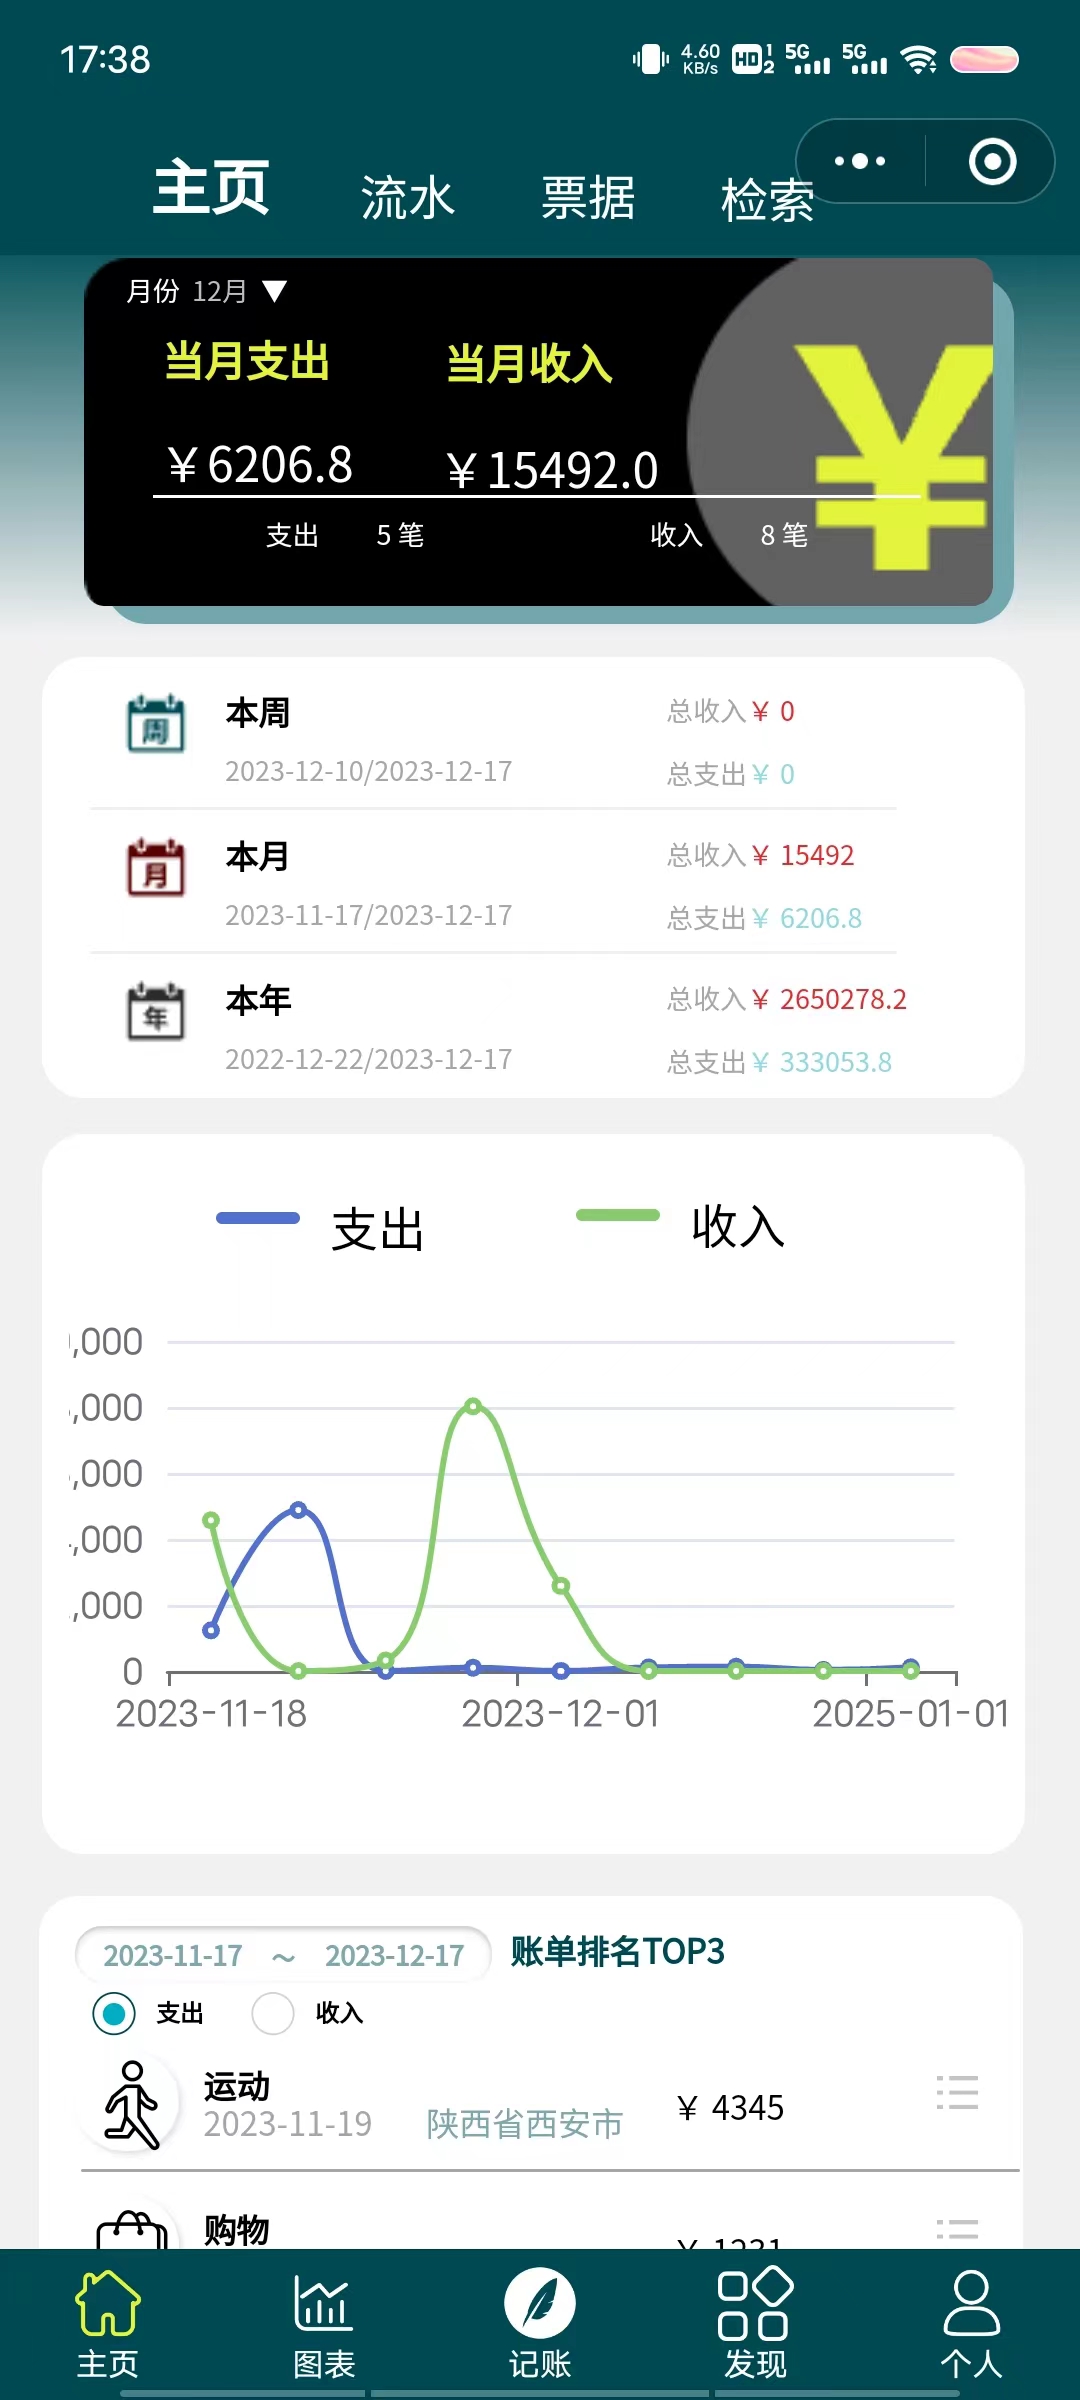 17:38
4.60 KB/s HD 1 2 5G 5G
主页 流水 票据 检索
月份 12月 ▼
当月支出 当月收入
￥6206.8 ￥15492.0
¥
支出 5 笔 收入 8 笔
周 本周 总收入￥ 0
2023-12-10/2023-12-17 总支出￥ 0
月 本月 总收入￥ 15492
2023-11-17/2023-12-17 总支出￥ 6206.8
年 本年 总收入￥ 2650278.2
2022-12-22/2023-12-17 总支出￥ 333053.8
支出 收入
,000
,000
,000
,000
,000
0
2023-11-18 2023-12-01 2025-01-01
2023-11-17 ～ 2023-12-17 账单排名TOP3
支出 收入
运动
2023-11-19 陕西省西安市 ￥ 4345
购物
￥ 1231
主页 图表 记账 发现 个人